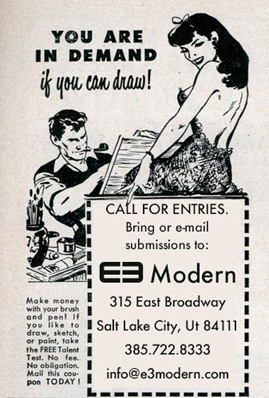 YOU ARE
IN DEMAND
if you can draw!
CALL FOR ENTRIES.
Bring or e-mail
submissions to:
E3 Modern
315 East Broadway
Salt Lake City, Ut 84111
385.722.8333
info@e3modern.com
Make money
with your brush
and pen! If
you like to
draw, sketch,
or paint, take
the FREE Talent
Test. No fee.
No obligation.
Mail this cou-
pon TODAY!